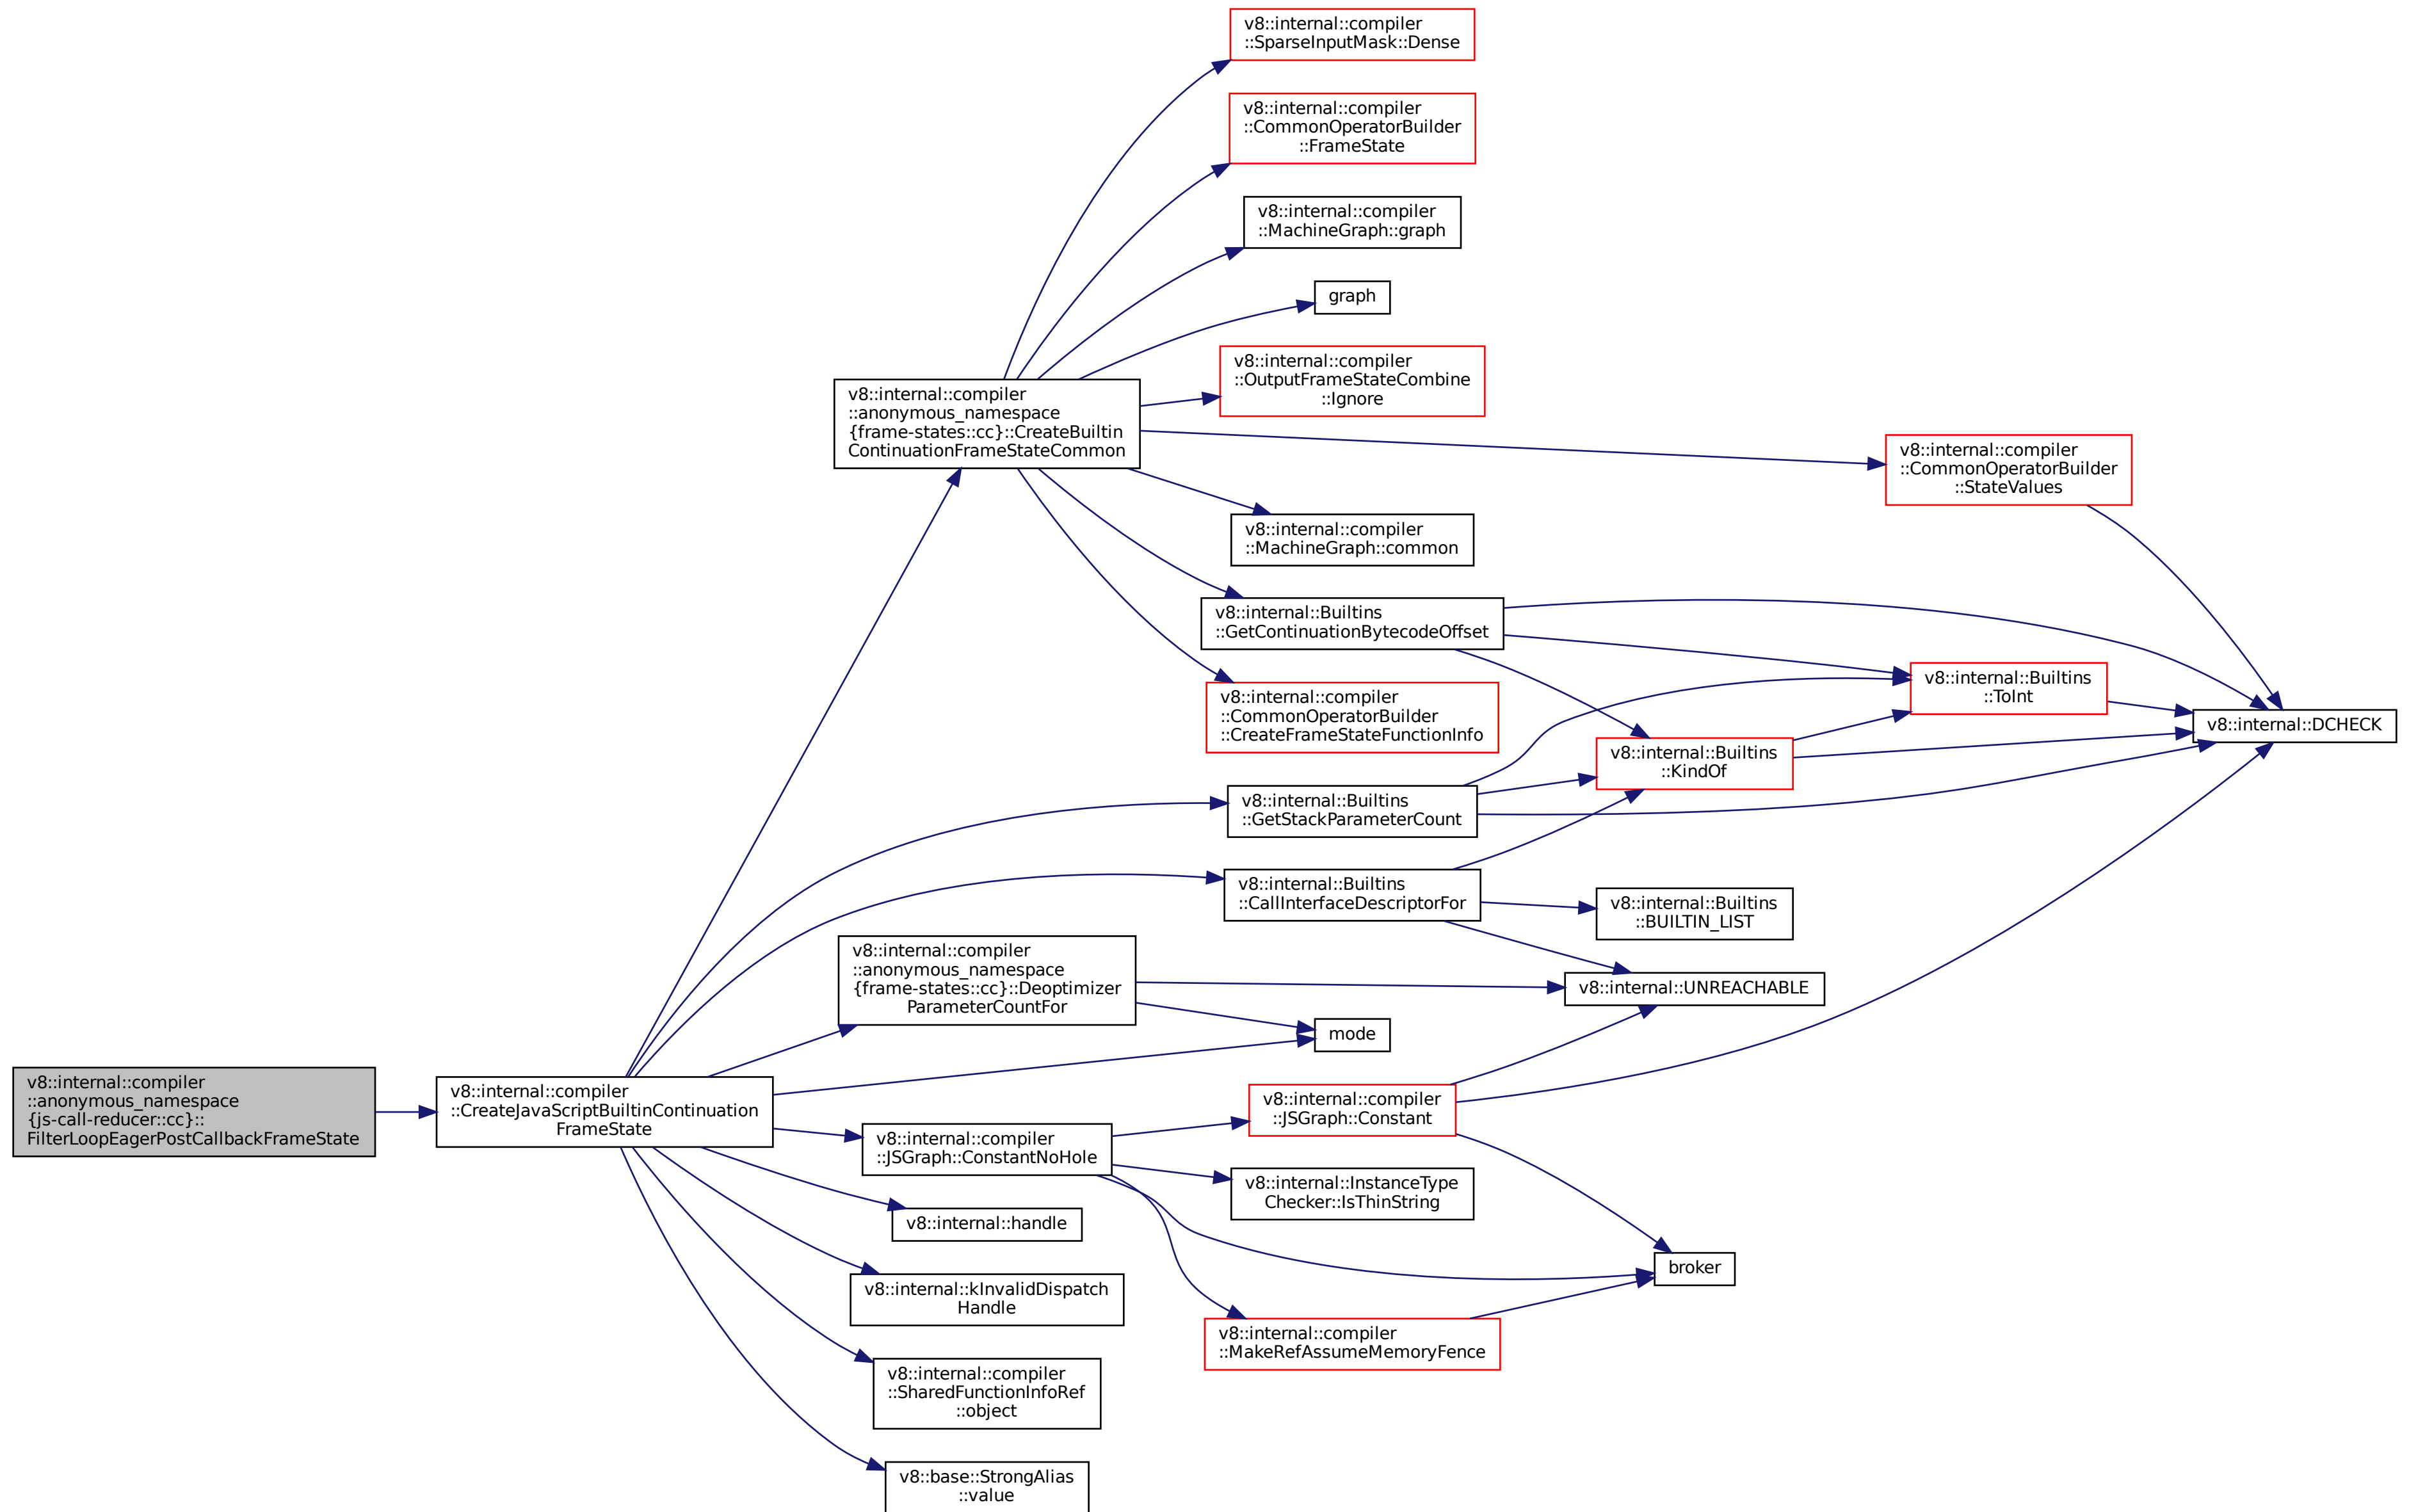 v8::internal::compiler
::SparseInputMask::Dense
v8::internal::compiler
::CommonOperatorBuilder
::FrameState
v8::internal::compiler
::MachineGraph::graph
graph
v8::internal::compiler
::OutputFrameStateCombine
::Ignore
v8::internal::compiler
::anonymous_namespace
{frame-states::cc}::CreateBuiltin
ContinuationFrameStateCommon
v8::internal::compiler
::CommonOperatorBuilder
::StateValues
v8::internal::compiler
::MachineGraph::common
v8::internal::Builtins
::GetContinuationBytecodeOffset
v8::internal::Builtins
::ToInt
v8::internal::compiler
::CommonOperatorBuilder
::CreateFrameStateFunctionInfo
v8::internal::DCHECK
v8::internal::Builtins
::KindOf
v8::internal::Builtins
::GetStackParameterCount
v8::internal::Builtins
::CallInterfaceDescriptorFor
v8::internal::Builtins
::BUILTIN_LIST
v8::internal::compiler
::anonymous_namespace
{frame-states::cc}::Deoptimizer
ParameterCountFor
v8::internal::UNREACHABLE
mode
v8::internal::compiler
::anonymous_namespace
{js-call-reducer::cc}::
FilterLoopEagerPostCallbackFrameState
v8::internal::compiler
::CreateJavaScriptBuiltinContinuation
FrameState
v8::internal::compiler
::JSGraph::Constant
v8::internal::compiler
::JSGraph::ConstantNoHole
v8::internal::InstanceType
Checker::IsThinString
v8::internal::handle
broker
v8::internal::kInvalidDispatch
Handle
v8::internal::compiler
::MakeRefAssumeMemoryFence
v8::internal::compiler
::SharedFunctionInfoRef
::object
v8::base::StrongAlias
::value